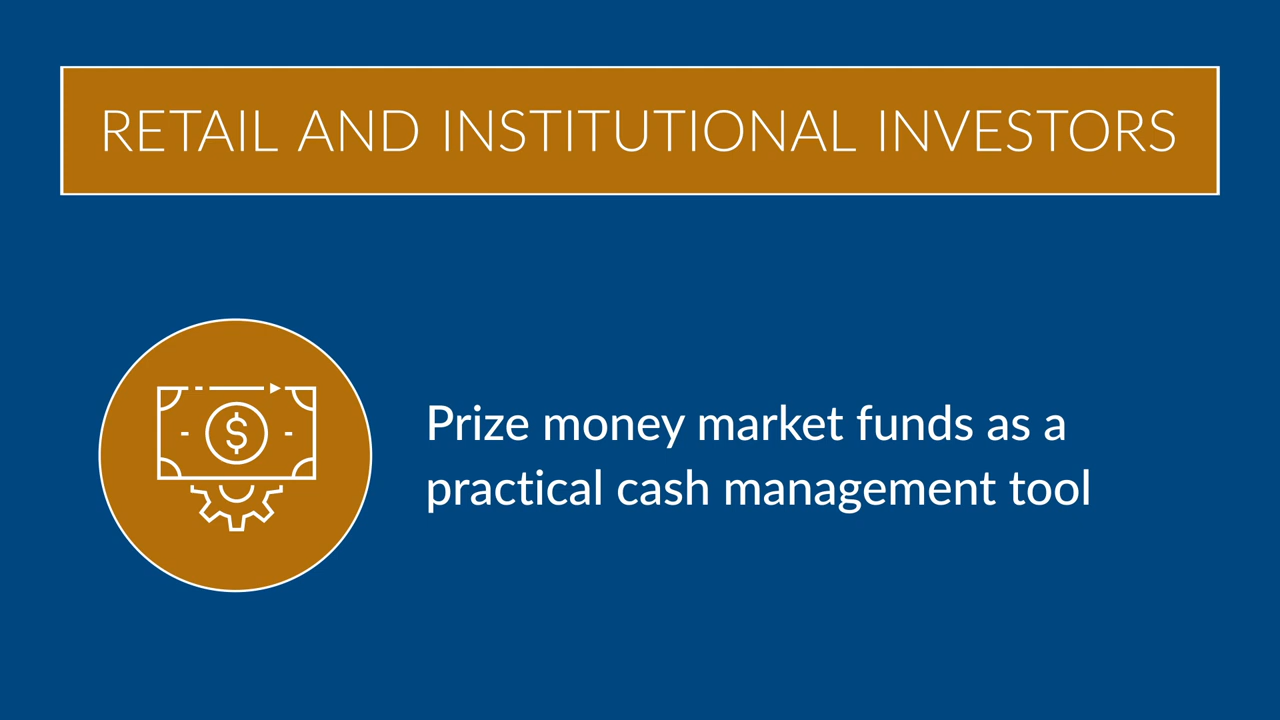 RETAIL AND INSTITUTIONAL INVESTORS
$
Prize money market funds as a
practical cash management tool